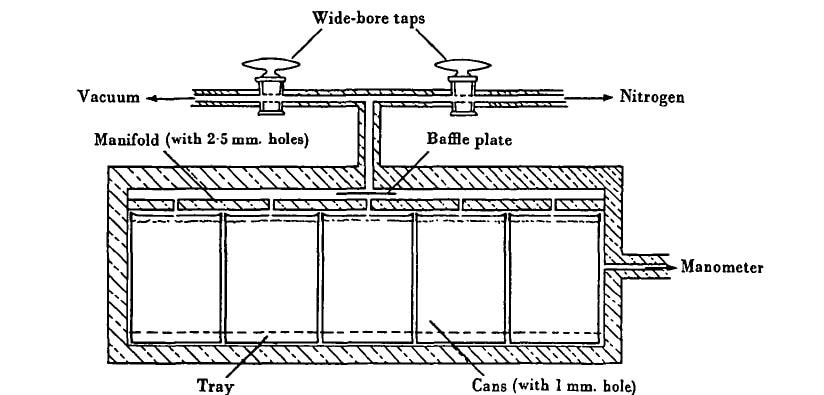 Wide-bore taps
Vacuum
Nitrogen
Manifold (with 2·5 mm. holes)
Baffle plate
Manometer
Tray
Cans (with 1 mm. hole)